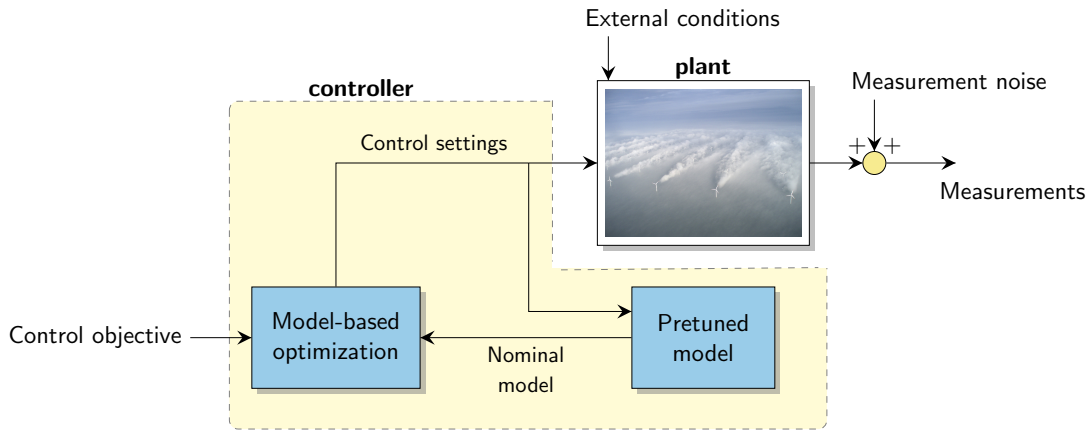 External conditions
plant
controller
Measurement noise
Control settings
+ +
Measurements
Control objective
Model-based
optimization
Nominal
model
Pretuned
model